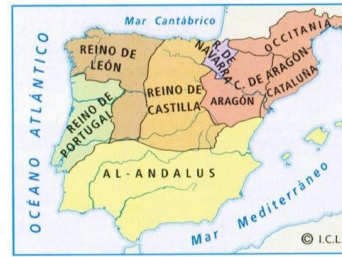 Mar Cantábrico
OCÉANO ATLÁNTICO
REINO DE
LEÓN
R. DE
NAVARRA
OCCITANIA
C. DE ARAGÓN-
CATALUÑA
ARAGÓN
REINO DE
CASTILLA
REINO DE
PORTUGAL
AL-ANDALUS
Mar Mediterráneo
© I.C.L.